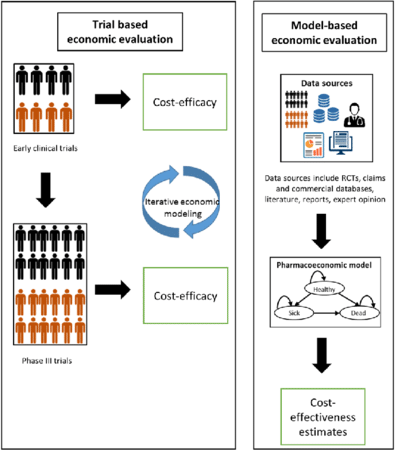 Trial based
economic evaluation
Cost-efficacy
Early clinical trials
Iterative economic
modeling
Cost-efficacy
Phase III trials
Model-based
economic evaluation
Data sources
Data sources include RCTs, claims
and commercial databases,
literature, reports, expert opinion
Pharmacoeconomic model
Healthy
Sick
Dead
Cost-
effectiveness
estimates